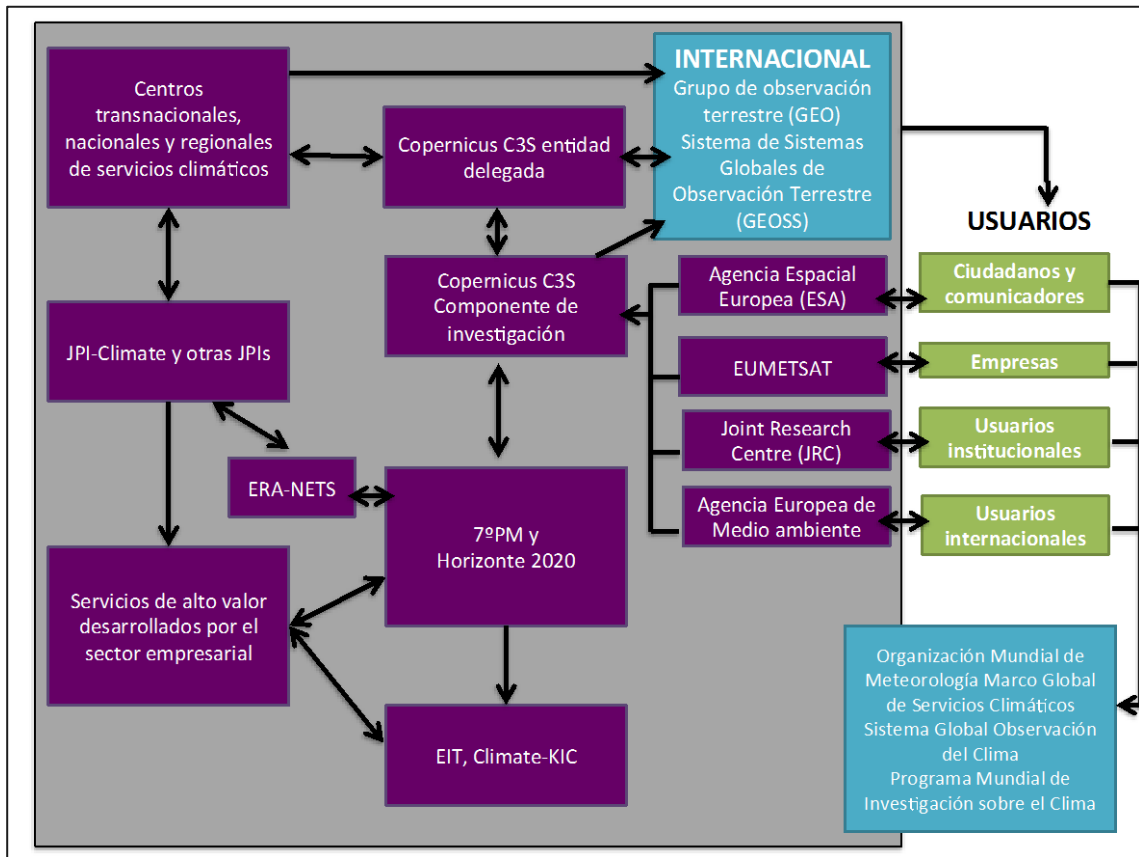 Centros
transnacionales,
nacionales y regionales
de servicios climáticos
Copernicus C3S entidad
delegada
INTERNACIONAL
Grupo de observación
terrestre (GEO)
Sistema de Sistemas
Globales de
Observación Terrestre
(GEOSS)
USUARIOS
Copernicus C3S
Componente de
investigación
Agencia Espacial
Europea (ESA)
Ciudadanos y
comunicadores
JPI-Climate y otras JPIs
EUMETSAT
Empresas
Joint Research
Centre (JRC)
Usuarios
institucionales
ERA-NETS
7ºPM y
Horizonte 2020
Agencia Europea de
Medio ambiente
Usuarios
internacionales
Servicios de alto valor
desarrollados por el
sector empresarial
EIT, Climate-KIC
Organización Mundial de
Meteorología Marco Global
de Servicios Climáticos
Sistema Global Observación
del Clima
Programa Mundial de
Investigación sobre el Clima